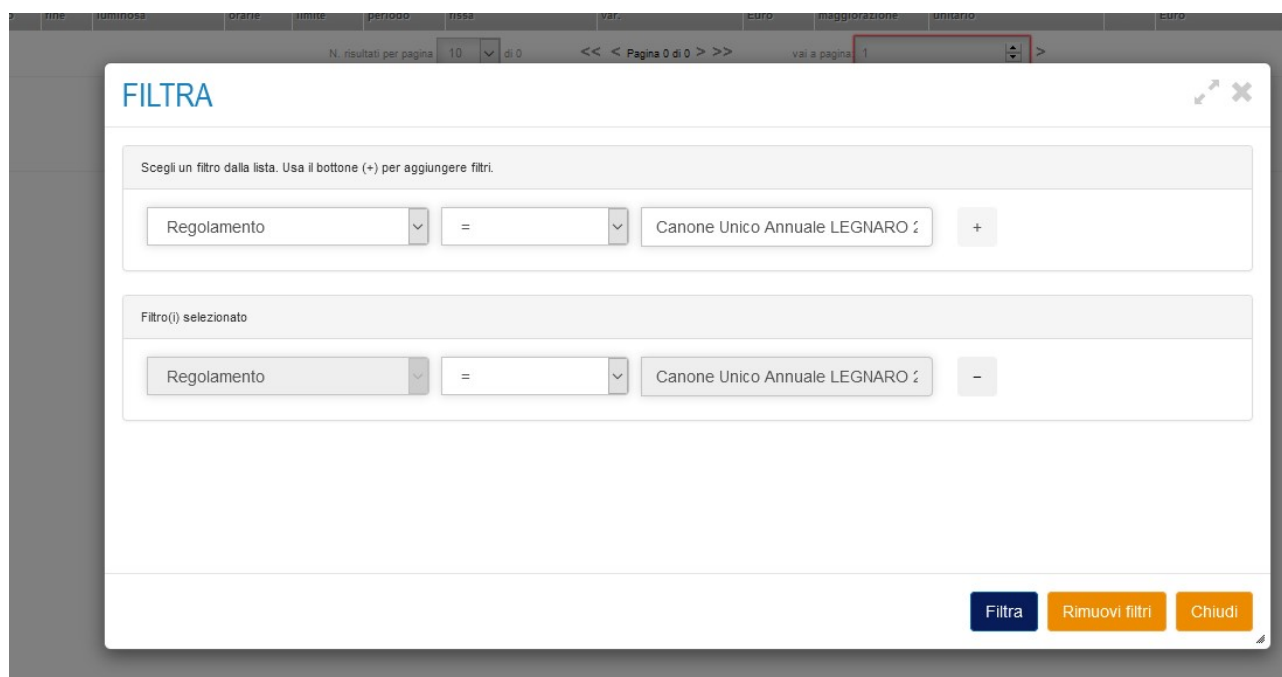 fine luminosa orarie limite periodo fissa var. Euro maggiorazione unitario Euro
N. risultati per pagina 10 di 0 << < Pagina 0 di 0 > >> vai a pagina: 1 >
FILTRA
Scegli un filtro dalla lista. Usa il bottone (+) per aggiungere filtri.
Regolamento = Canone Unico Annuale LEGNARO 2 +
Filtro(i) selezionato
Regolamento = Canone Unico Annuale LEGNARO 2 −
Filtra Rimuovi filtri Chiudi